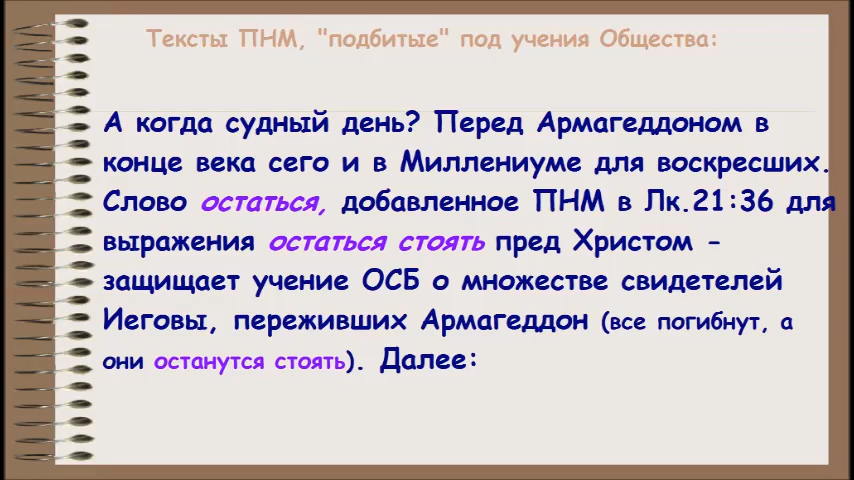 Тексты ПНМ, "подбитые" под учения Общества:
А когда судный день? Перед Армагеддоном в
конце века сего и в Миллениуме для воскресших.
Слово остаться, добавленное ПНМ в Лк.21:36 для
выражения остаться стоять пред Христом -
защищает учение ОСБ о множестве свидетелей
Иеговы, переживших Армагеддон (все погибнут, а
они останутся стоять). Далее: